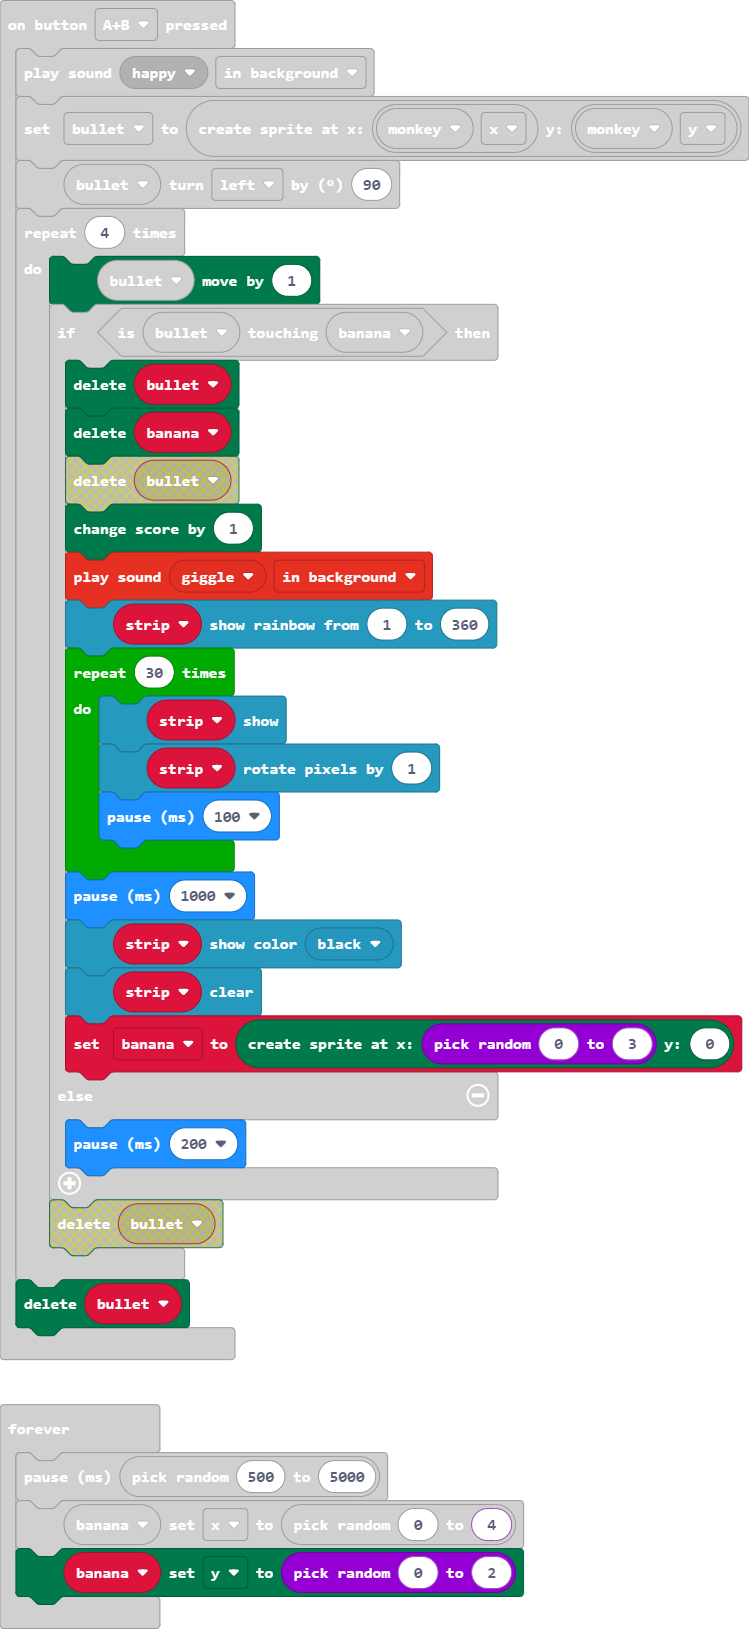 on button A+B pressed
play sound happy in background
set bullet to create sprite at x: monkey x y: monkey y
bullet turn left by (º) 90
repeat 4 times
do
bullet move by 1
if is bullet touching banana then
delete bullet
delete banana
delete bullet
change score by 1
play sound giggle in background
strip show rainbow from 1 to 360
repeat 30 times
do
strip show
strip rotate pixels by 1
pause (ms) 100
pause (ms) 1000
strip show color black
strip clear
set banana to create sprite at x: pick random 0 to 3 y: 0
else
pause (ms) 200
delete bullet
delete bullet
forever
pause (ms) pick random 500 to 5000
banana set x to pick random 0 to 4
banana set y to pick random 0 to 2